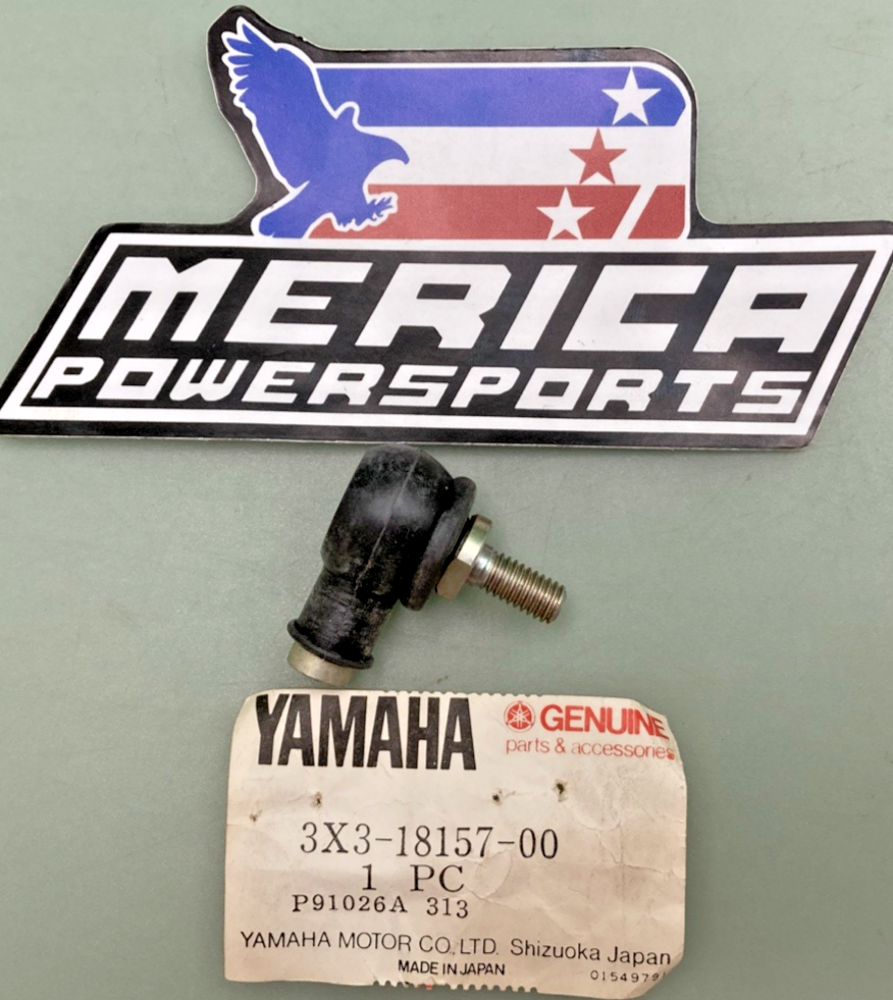 MERICA
POWERSPORTS
YAMAHA
GENUINE
parts & accessories
3X3-18157-00
1 PC
P91026A 313
YAMAHA MOTOR CO.,LTD. Shizuoka Japan
MADE IN JAPAN